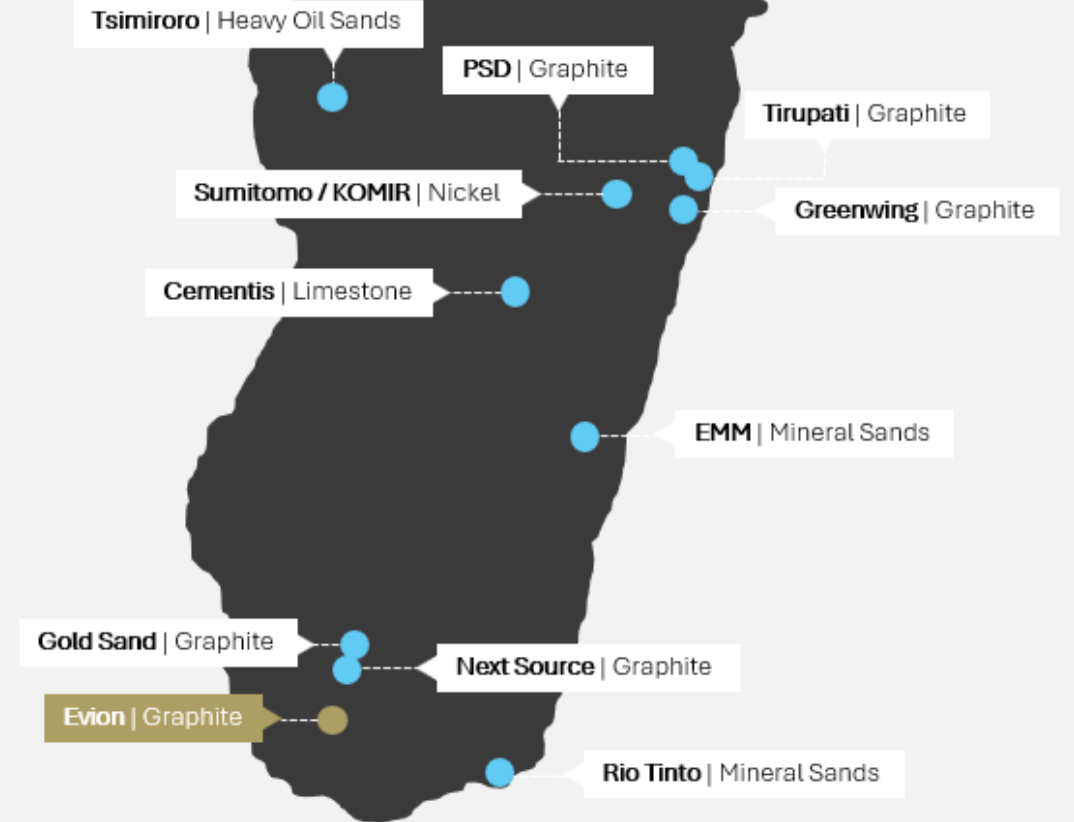 Tsimiroro | Heavy Oil Sands
PSD | Graphite
Tirupati | Graphite
Sumitomo / KOMIR | Nickel
Greenwing | Graphite
Cementis | Limestone
EMM | Mineral Sands
Gold Sand | Graphite
Next Source | Graphite
Evion | Graphite
Rio Tinto | Mineral Sands